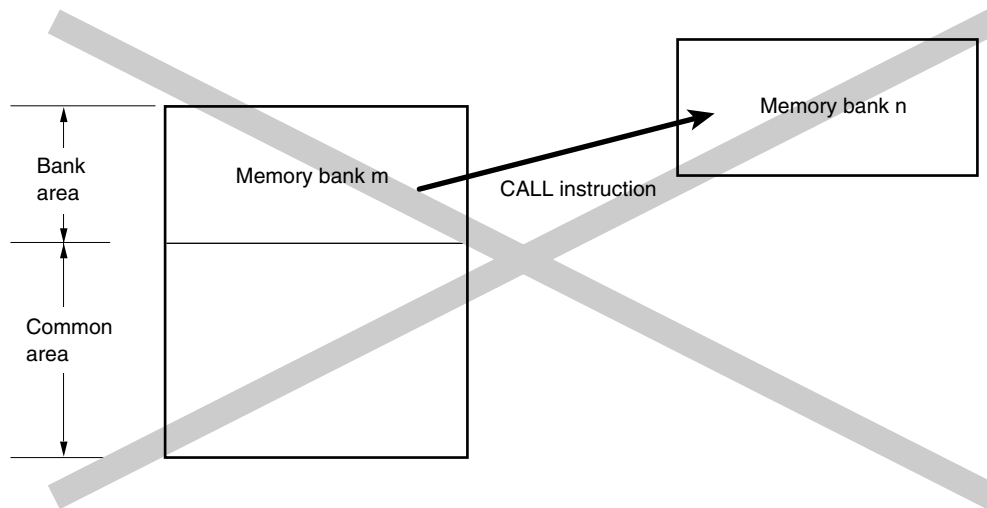 Memory bank n
Bank
area
Memory bank m
CALL instruction
Common
area